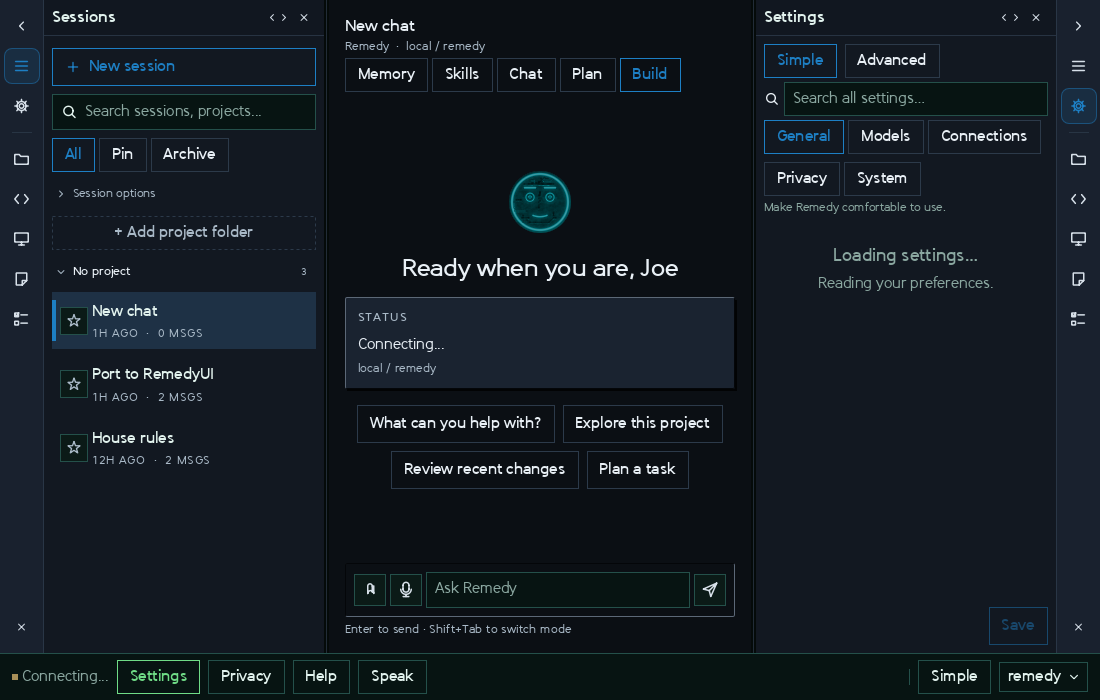 Sessions
New session
Search sessions, projects...
All
Pin
Archive
Session options
+ Add project folder
No project
3
New chat
1H AGO · 0 MSGS
Port to RemedyUI
1H AGO · 2 MSGS
House rules
12H AGO · 2 MSGS
New chat
Remedy · local / remedy
Memory
Skills
Chat
Plan
Build
Ready when you are, Joe
STATUS
Connecting...
local / remedy
What can you help with?
Explore this project
Review recent changes
Plan a task
Ask Remedy
Enter to send · Shift+Tab to switch mode
Settings
Simple
Advanced
Search all settings...
General
Models
Connections
Privacy
System
Make Remedy comfortable to use.
Loading settings...
Reading your preferences.
Save
Connecting...
Settings
Privacy
Help
Speak
Simple
remedy